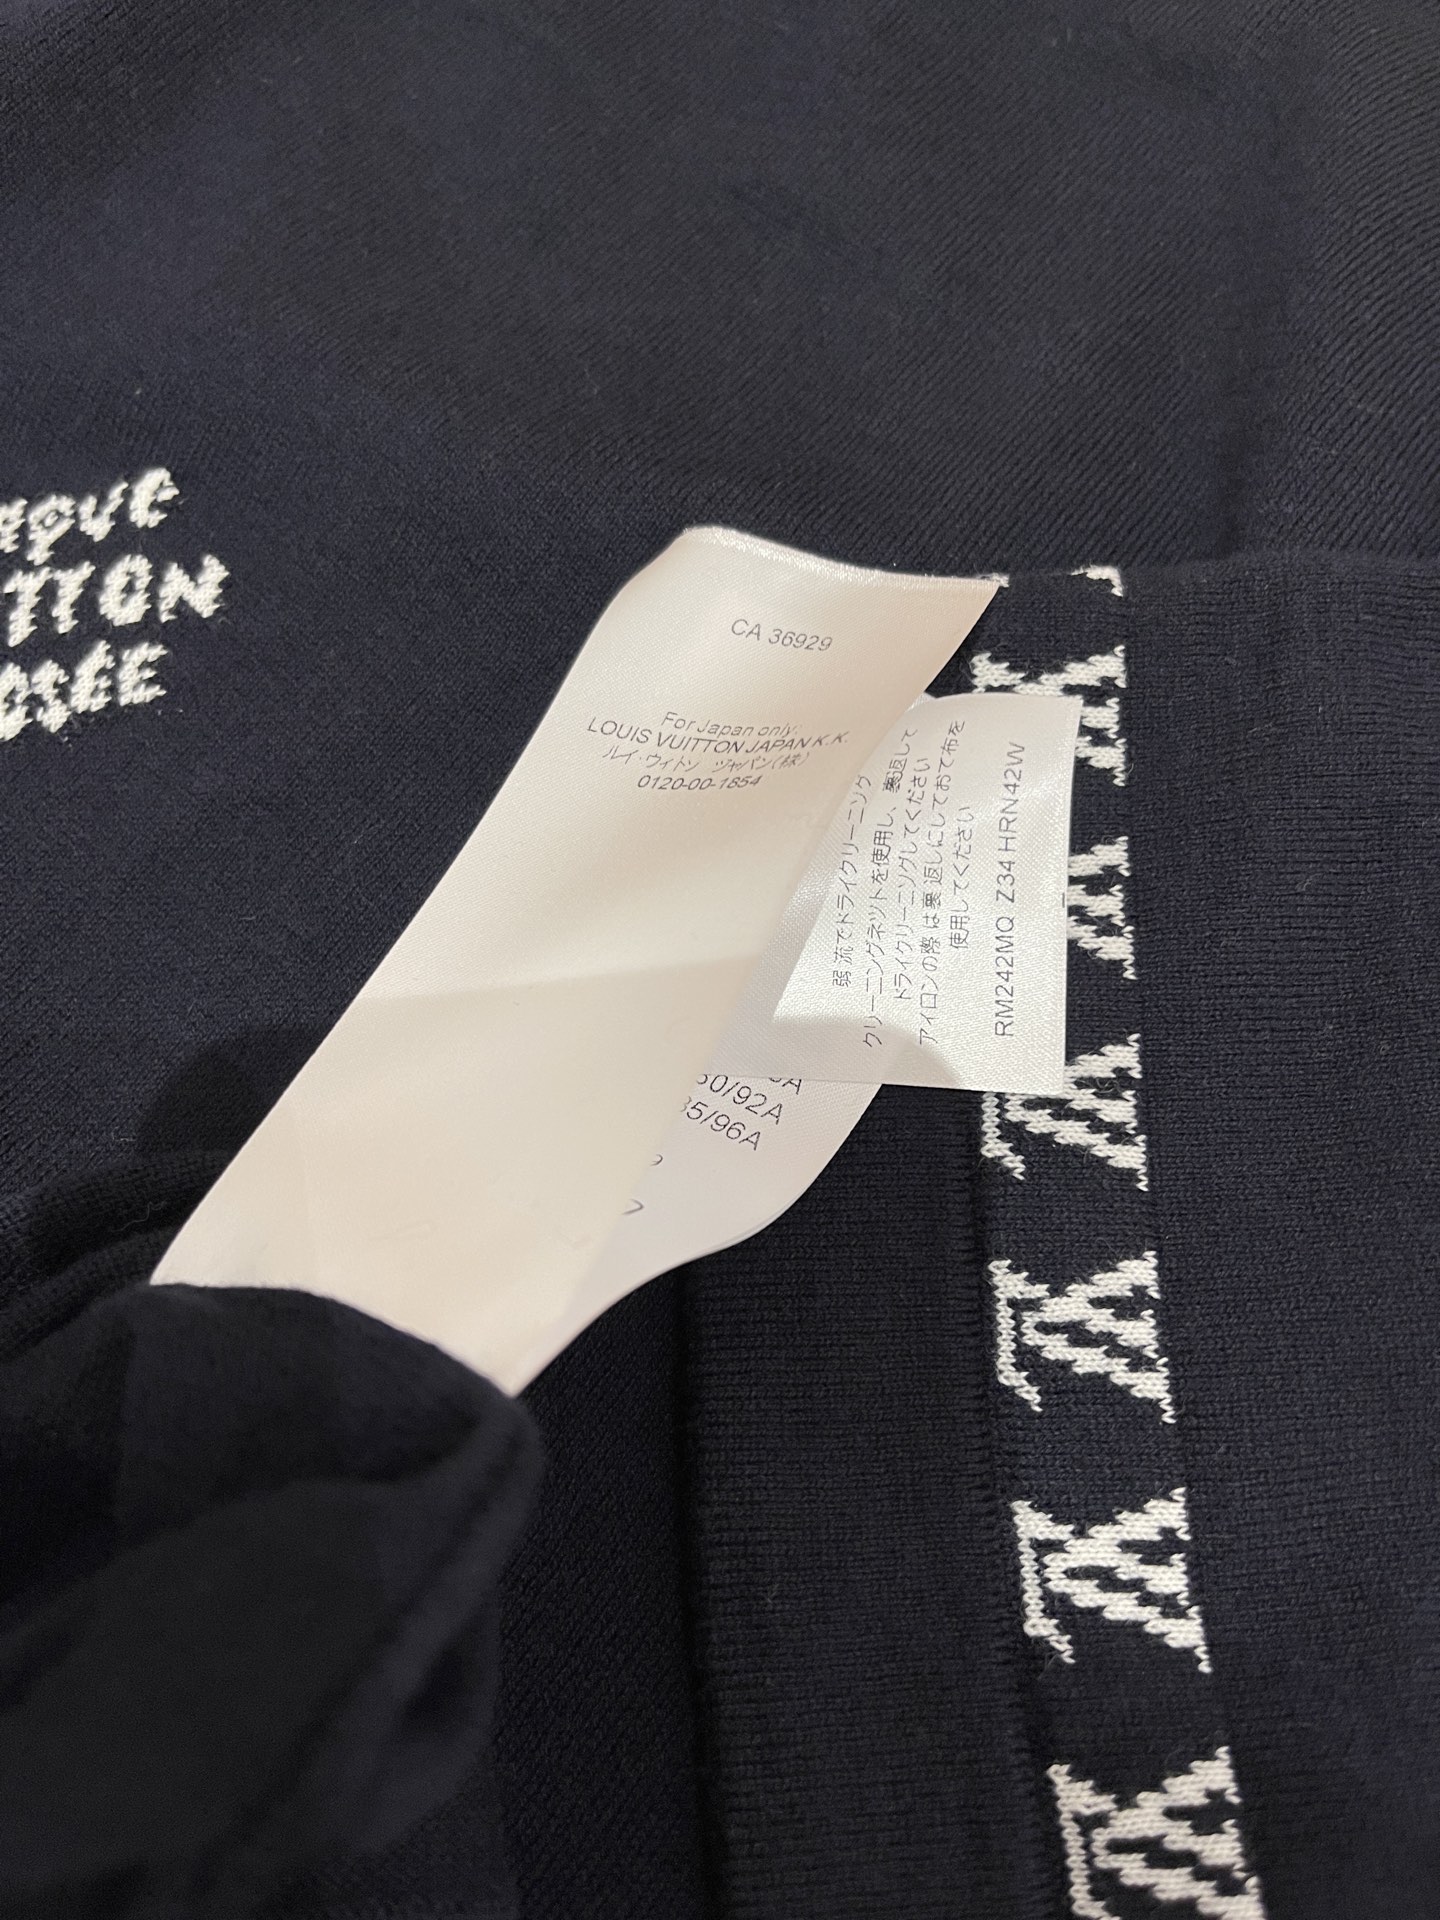 VITTON
CA 36929
For Japan only:
LOUIS VUITTON JAPAN K.K.
ルイ・ヴィトン ジャパン(株)
0120-00-1854
弱流でドライクリーニング
クリーニングネットを使用し、裏返して
ドライクリーニングしてください
アイロンの際は裏返しにしておて布を
使用してください
RM242MQ Z34 HRN42W
50/92A
85/96A